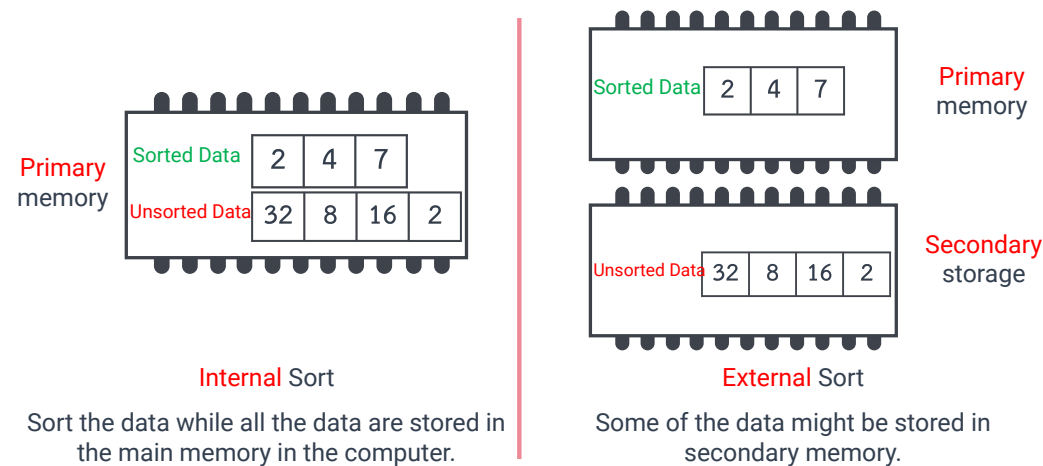 Primary
memory
Sorted Data 2 4 7
Unsorted Data 32 8 16 2
Internal Sort
Sort the data while all the data are stored in
the main memory in the computer.
Sorted Data 2 4 7
Primary
memory
Unsorted Data 32 8 16 2
Secondary
storage
External Sort
Some of the data might be stored in
secondary memory.